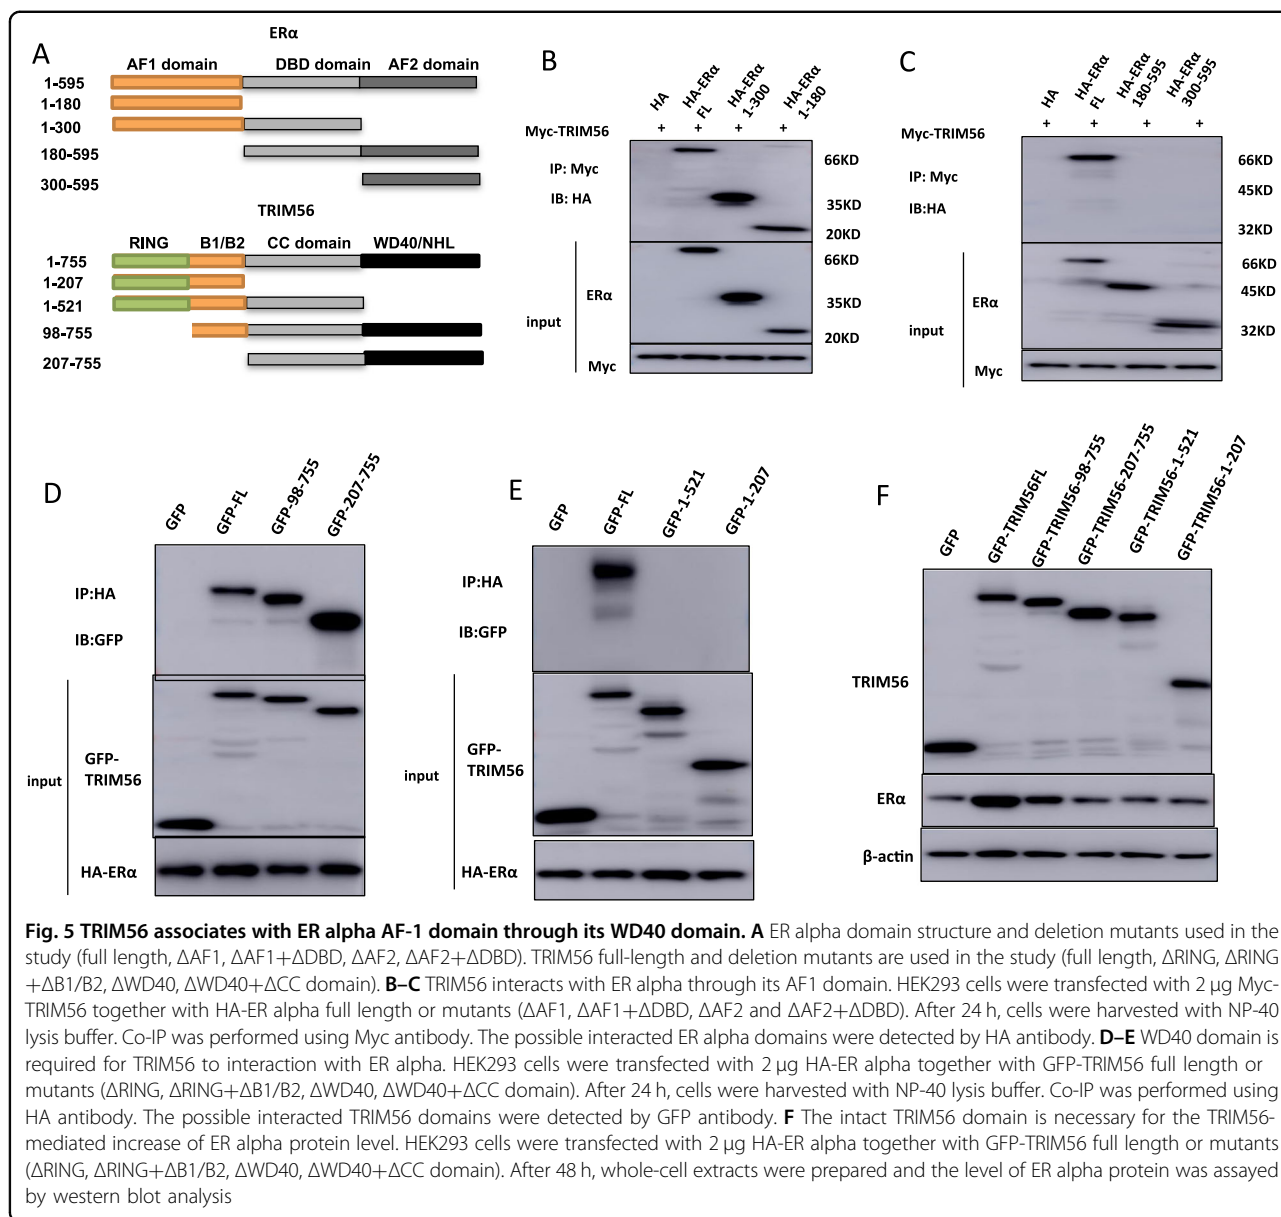 A
ERα
AF1 domain DBD domain AF2 domain
1-595
1-180
1-300
180-595
300-595
TRIM56
RING B1/B2 CC domain WD40/NHL
1-755
1-207
1-521
98-755
207-755
B
HA
HA-ERα FL
HA-ERα 1-300
HA-ERα 1-180
Myc-TRIM56 + + + +
IP: Myc
IB: HA
66KD
35KD
20KD
input
ERα
66KD
35KD
20KD
Myc
C
HA
HA-ERα FL
HA-ERα 180-595
HA-ERα 300-595
Myc-TRIM56 + + + +
IP: Myc
IB:HA
66KD
45KD
32KD
input
ERα
66KD
45KD
32KD
Myc
D
GFP
GFP-FL
GFP-98-755
GFP-207-755
IP:HA
IB:GFP
input
GFP-
TRIM56
HA-ERα
E
GFP
GFP-FL
GFP-1-521
GFP-1-207
IP:HA
IB:GFP
input
GFP-
TRIM56
HA-ERα
F
GFP
GFP-TRIM56FL
GFP-TRIM56-98-755
GFP-TRIM56-207-755
GFP-TRIM56-1-521
GFP-TRIM56-1-207
TRIM56
ERα
β-actin
Fig. 5 TRIM56 associates with ER alpha AF-1 domain through its WD40 domain. A ER alpha domain structure and deletion mutants used in the
study (full length, ΔAF1, ΔAF1+ΔDBD, ΔAF2, ΔAF2+ΔDBD). TRIM56 full-length and deletion mutants are used in the study (full length, ΔRING, ΔRING
+ΔB1/B2, ΔWD40, ΔWD40+ΔCC domain). B–C TRIM56 interacts with ER alpha through its AF1 domain. HEK293 cells were transfected with 2 µg Myc-
TRIM56 together with HA-ER alpha full length or mutants (ΔAF1, ΔAF1+ΔDBD, ΔAF2 and ΔAF2+ΔDBD). After 24 h, cells were harvested with NP-40
lysis buffer. Co-IP was performed using Myc antibody. The possible interacted ER alpha domains were detected by HA antibody. D–E WD40 domain is
required for TRIM56 to interaction with ER alpha. HEK293 cells were transfected with 2 µg HA-ER alpha together with GFP-TRIM56 full length or
mutants (ΔRING, ΔRING+ΔB1/B2, ΔWD40, ΔWD40+ΔCC domain). After 24 h, cells were harvested with NP-40 lysis buffer. Co-IP was performed using
HA antibody. The possible interacted TRIM56 domains were detected by GFP antibody. F The intact TRIM56 domain is necessary for the TRIM56-
mediated increase of ER alpha protein level. HEK293 cells were transfected with 2 µg HA-ER alpha together with GFP-TRIM56 full length or mutants
(ΔRING, ΔRING+ΔB1/B2, ΔWD40, ΔWD40+ΔCC domain). After 48 h, whole-cell extracts were prepared and the level of ER alpha protein was assayed
by western blot analysis